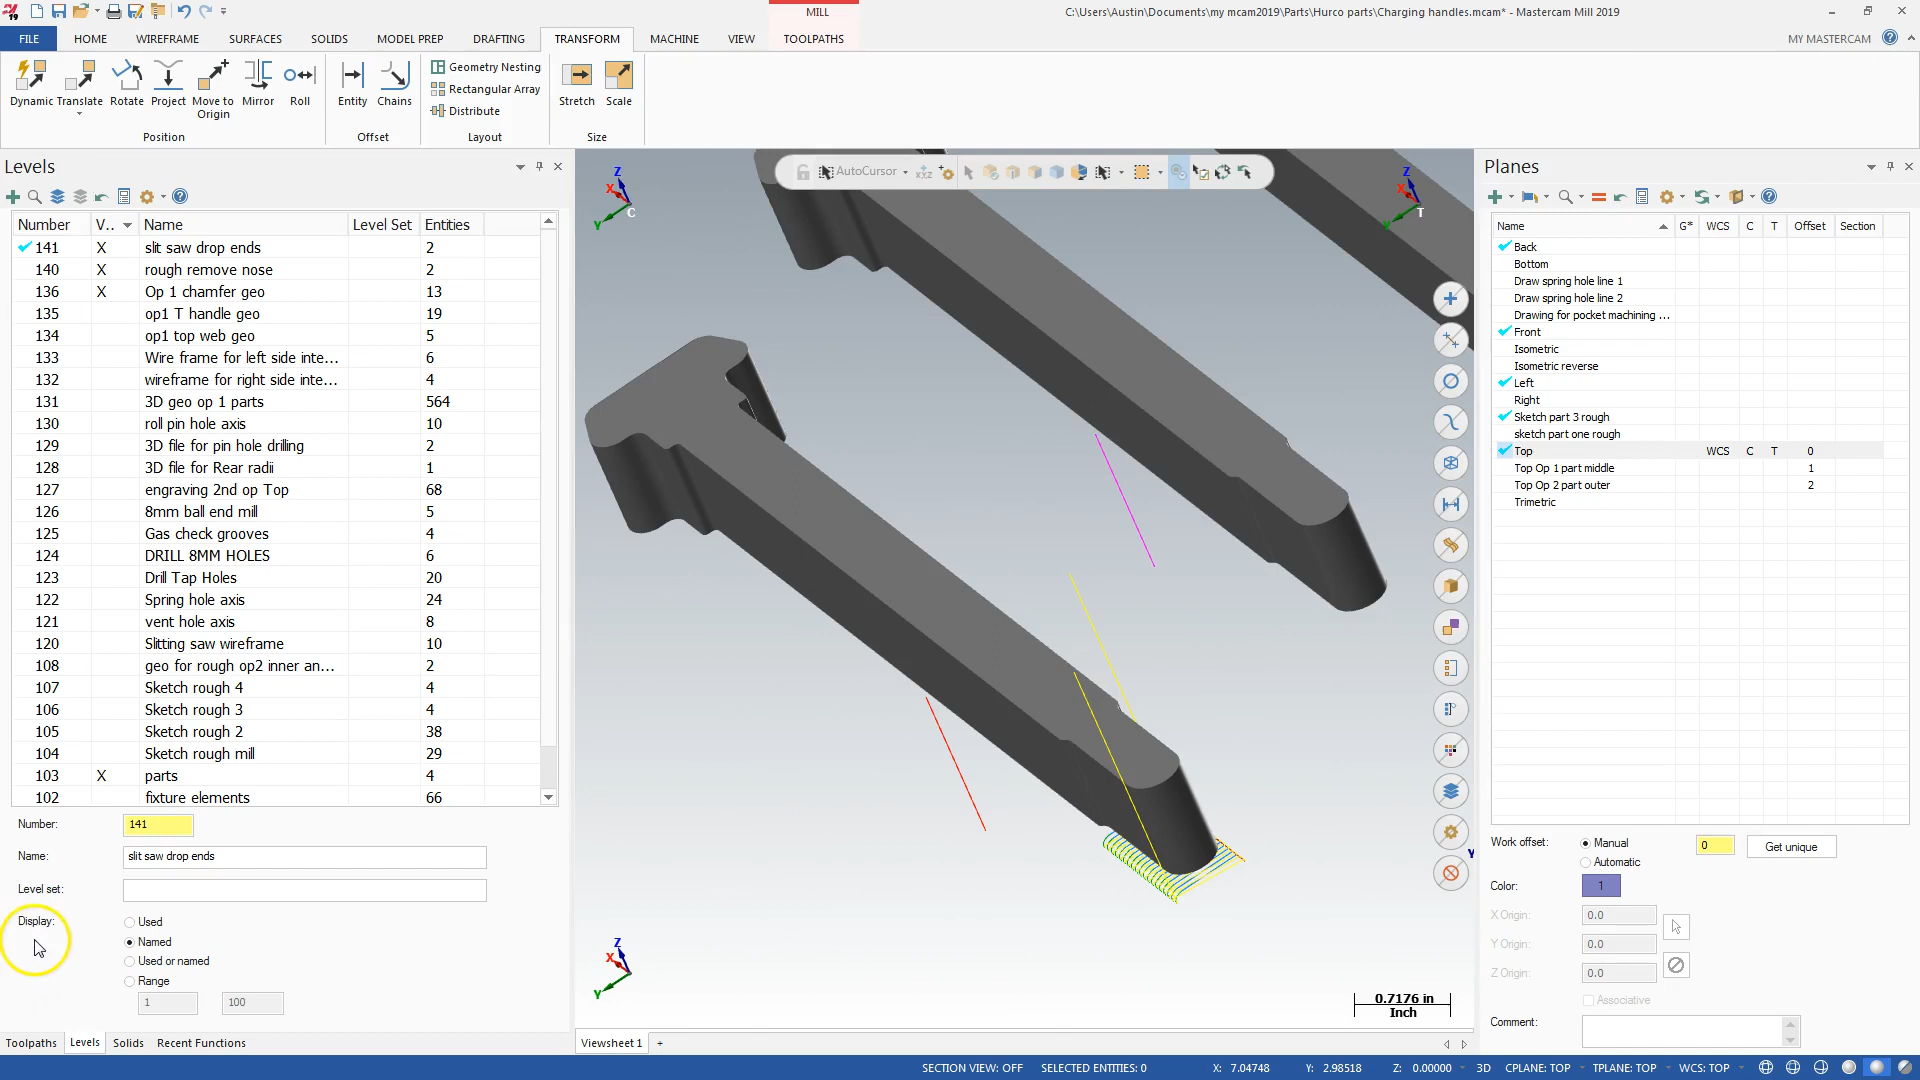 19
MILL
C:\Users\Austin\Documents\my mcam2019\Parts\Hurco parts\Charging handles.mcam* - Mastercam Mill 2019
FILE HOME WIREFRAME SURFACES SOLIDS MODEL PREP DRAFTING TRANSFORM MACHINE VIEW TOOLPATHS MY MASTERCAM
Dynamic Translate Rotate Project Move to Origin Mirror Roll Entity Chains Geometry Nesting Stretch Scale
Rectangular Array
Distribute
Position Offset Layout Size
Levels
Number V.. Name Level Set Entities
141 X slit saw drop ends 2
140 X rough remove nose 2
136 X Op 1 chamfer geo 13
135 op1 T handle geo 19
134 op1 top web geo 5
133 Wire frame for left side inte... 6
132 wireframe for right side inte... 4
131 3D geo op 1 parts 564
130 roll pin hole axis 10
129 3D file for pin hole drilling 2
128 3D file for Rear radii 1
127 engraving 2nd op Top 68
126 8mm ball end mill 5
125 Gas check grooves 4
124 DRILL 8MM HOLES 6
123 Drill Tap Holes 20
122 Spring hole axis 24
121 vent hole axis 8
120 Slitting saw wireframe 10
108 geo for rough op2 inner an... 2
107 Sketch rough 4 4
106 Sketch rough 3 4
105 Sketch rough 2 38
104 Sketch rough mill 29
103 X parts 4
102 fixture elements 66
Number: 141
Name: slit saw drop ends
Level set:
Display: Used
Named
Used or named
Range
1 100
Toolpaths Levels Solids Recent Functions
AutoCursor
XYZ
Z
X
Y
C
Z
X
Y
T
Z
X
Y
Y
0.7176 in
Inch
Viewsheet 1 +
Planes
Name G* WCS C T Offset Section
Back
Bottom
Draw spring hole line 1
Draw spring hole line 2
Drawing for pocket machining ...
Front
Isometric
Isometric reverse
Left
Right
Sketch part 3 rough
sketch part one rough
Top WCS C T 0
Top Op 1 part middle 1
Top Op 2 part outer 2
Trimetric
Work offset: Manual 0 Get unique
Automatic
Color: 1
X Origin: 0.0
Y Origin: 0.0
Z Origin: 0.0
Associative
Comment:
SECTION VIEW: OFF SELECTED ENTITIES: 0 X: 7.04748 Y: 2.98518 Z: 0.00000 3D CPLANE: TOP TPLANE: TOP WCS: TOP